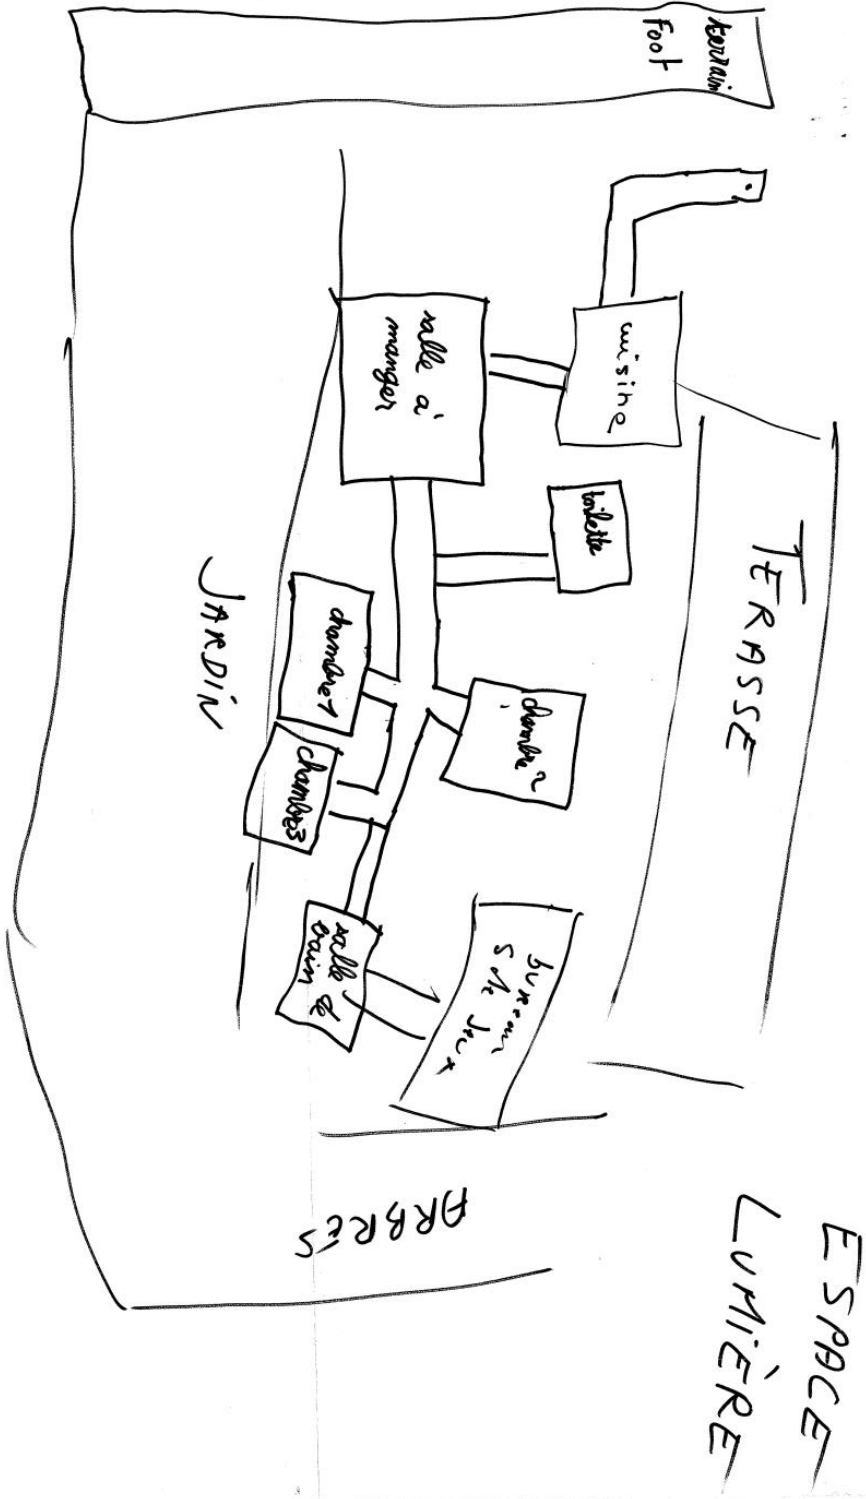 ESPACE
LUMIÈRE
TERASSE
terrain
Foot
cuisine
toilette
chambre 2
bureau
S de Jeux
salle à
manger
chambre 1
chambre 3
salle de
bain
ARBRES
JARDIN